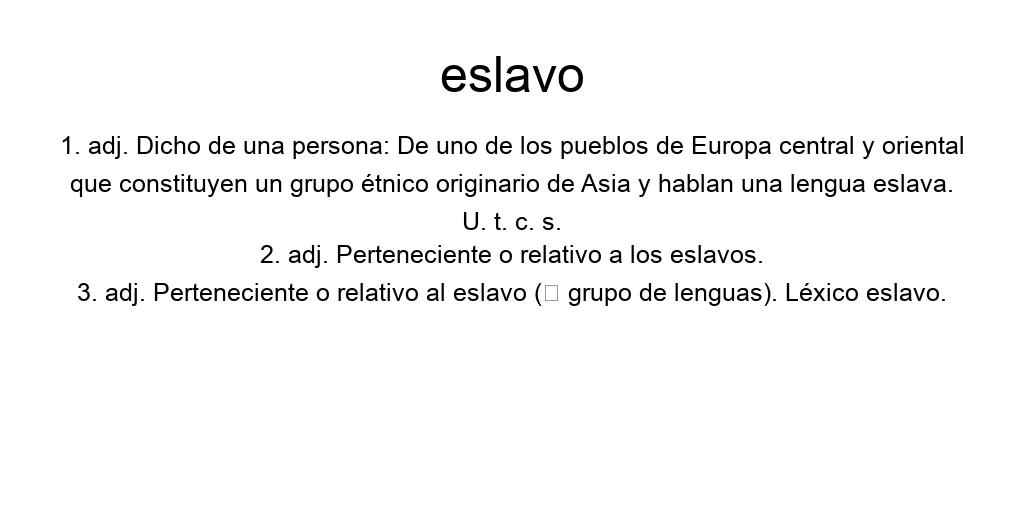 eslavo
1. adj. Dicho de una persona: De uno de los pueblos de Europa central y oriental
que constituyen un grupo étnico originario de Asia y hablan una lengua eslava.
U. t. c. s.
2. adj. Perteneciente o relativo a los eslavos.
3. adj. Perteneciente o relativo al eslavo (□ grupo de lenguas). Léxico eslavo.